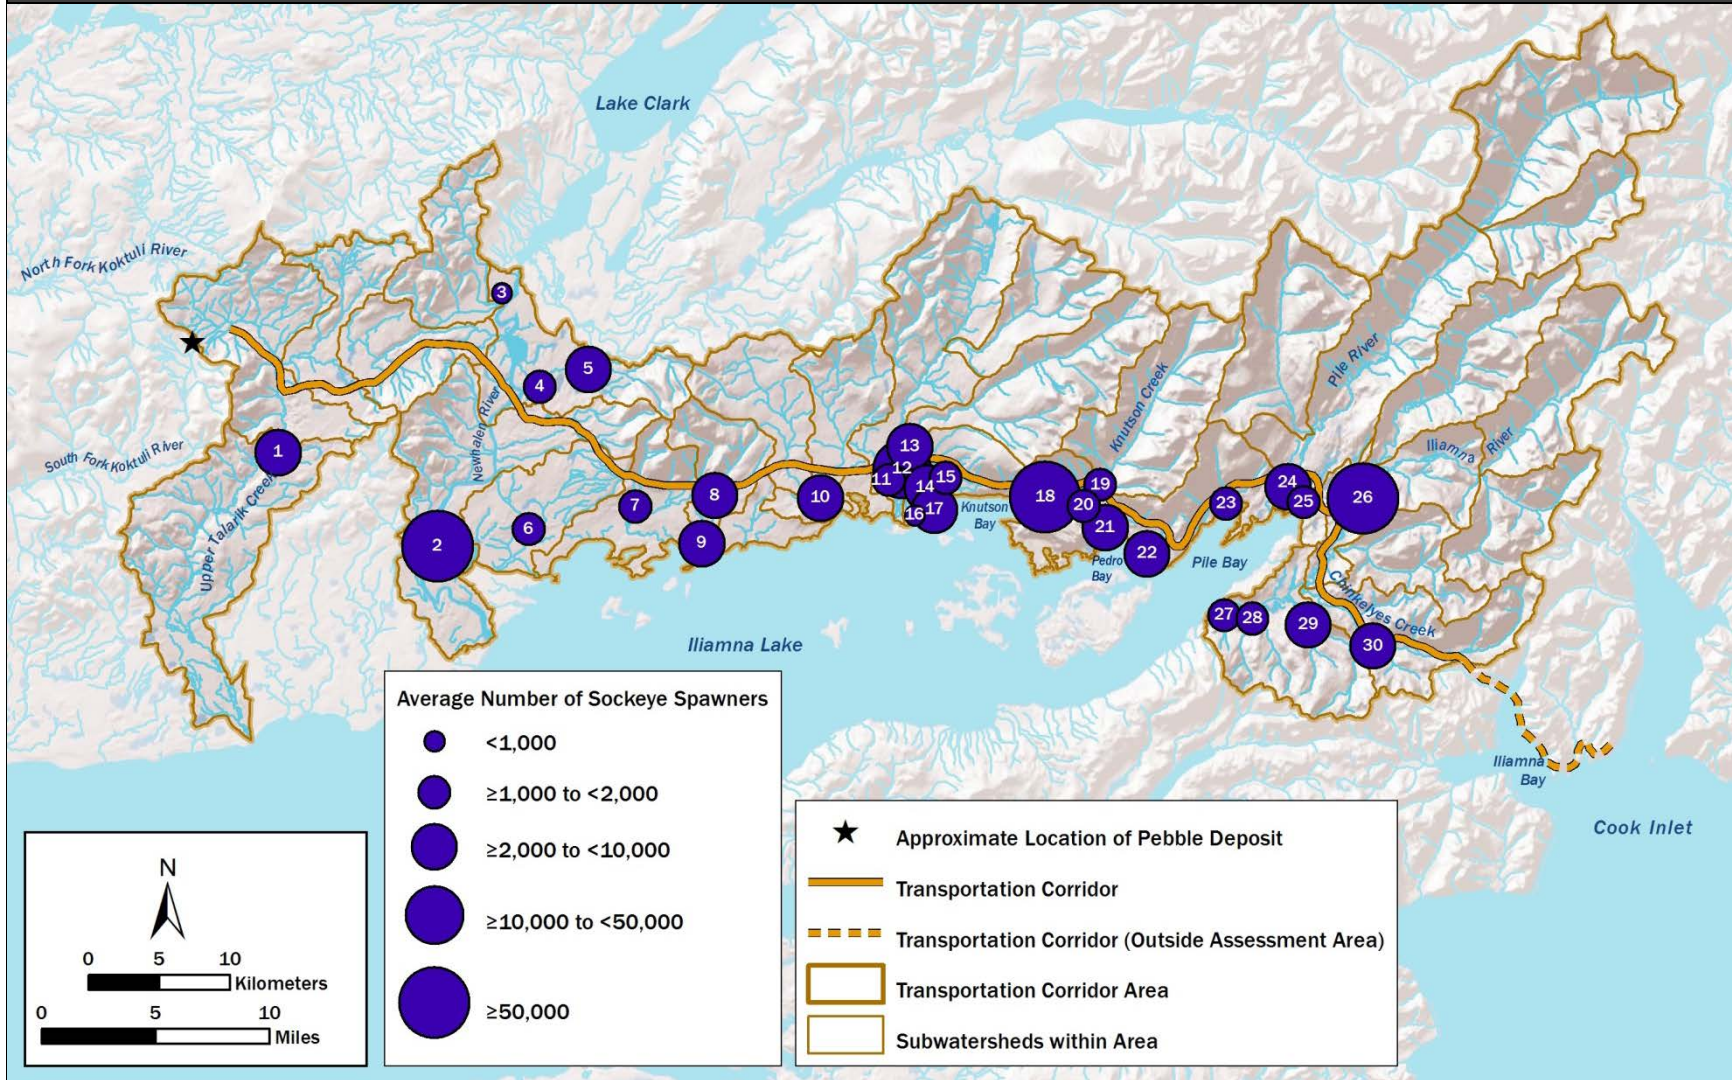 Lake Clark
North Fork Koktuli River
3
5
4
Newhalen River
South Fork Koktuli River
1
Upper Talarik Creek
2
6
7
8
9
10
13
12
11
14
15
16
17
Knutson
Bay
18
19
20
21
22
Knutson Creek
Pedro
Bay
Pile Bay
23
24
25
26
Pile River
Iliamna River
Chinkelyes Creek
27
28
29
30
Iliamna Lake
Iliamna
Bay
Cook Inlet
Average Number of Sockeye Spawners
<1,000
≥1,000 to <2,000
≥2,000 to <10,000
≥10,000 to <50,000
≥50,000
N
0 5 10
Kilometers
0 5 10
Miles
Approximate Location of Pebble Deposit
Transportation Corridor
Transportation Corridor (Outside Assessment Area)
Transportation Corridor Area
Subwatersheds within Area